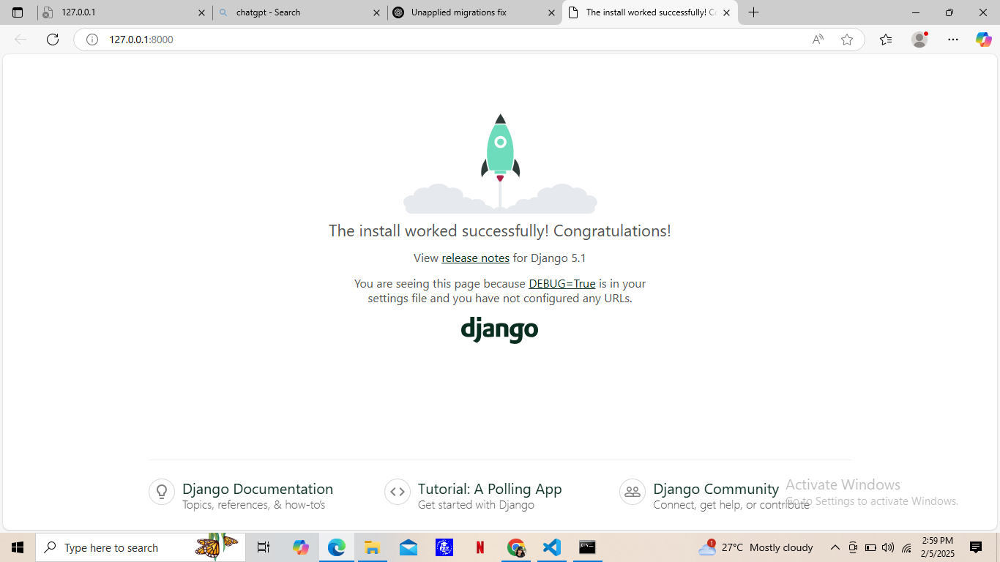 127.0.0.1
chatgpt - Search
Unapplied migrations fix
The install worked successfully! Co
127.0.0.1:8000
The install worked successfully! Congratulations!
View release notes for Django 5.1
You are seeing this page because DEBUG=True is in your
settings file and you have not configured any URLs.
django
Django Documentation
Topics, references, & how-to's
Tutorial: A Polling App
Get started with Django
Django Community
Connect, get help, or contribute
Activate Windows
Go to Settings to activate Windows.
Type here to search
N
1
27°C Mostly cloudy
2:59 PM
2/5/2025